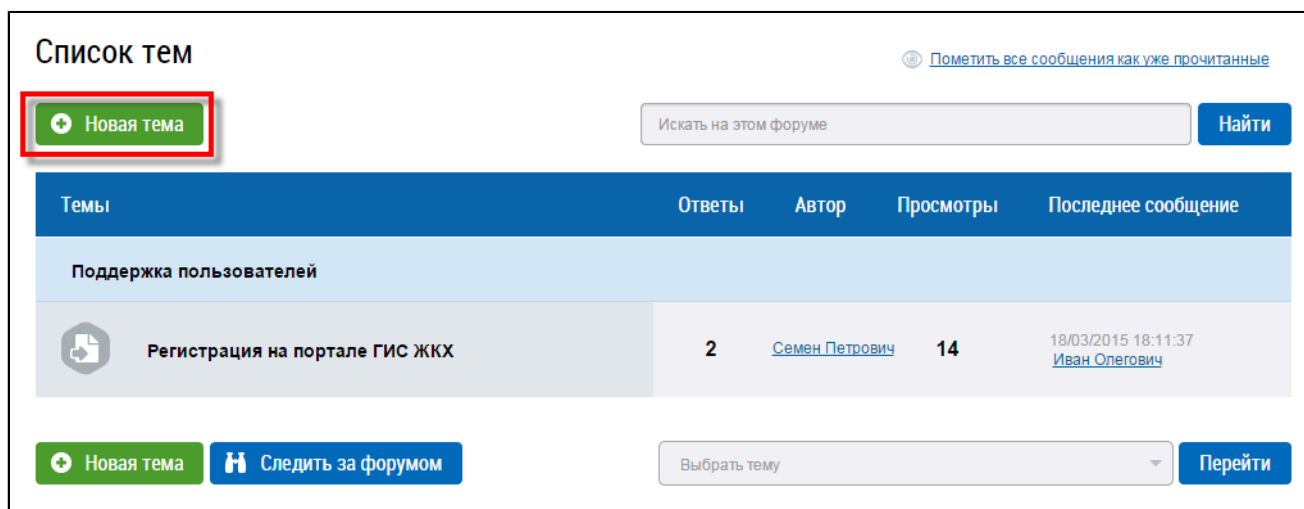 Список тем
Пометить все сообщения как уже прочитанные
Новая тема
Искать на этом форуме
Найти
Темы Ответы Автор Просмотры Последнее сообщение
Поддержка пользователей
Регистрация на портале ГИС ЖКХ 2 Семен Петрович 14 18/03/2015 18:11:37
Иван Олегович
Новая тема Следить за форумом Выбрать тему Перейти